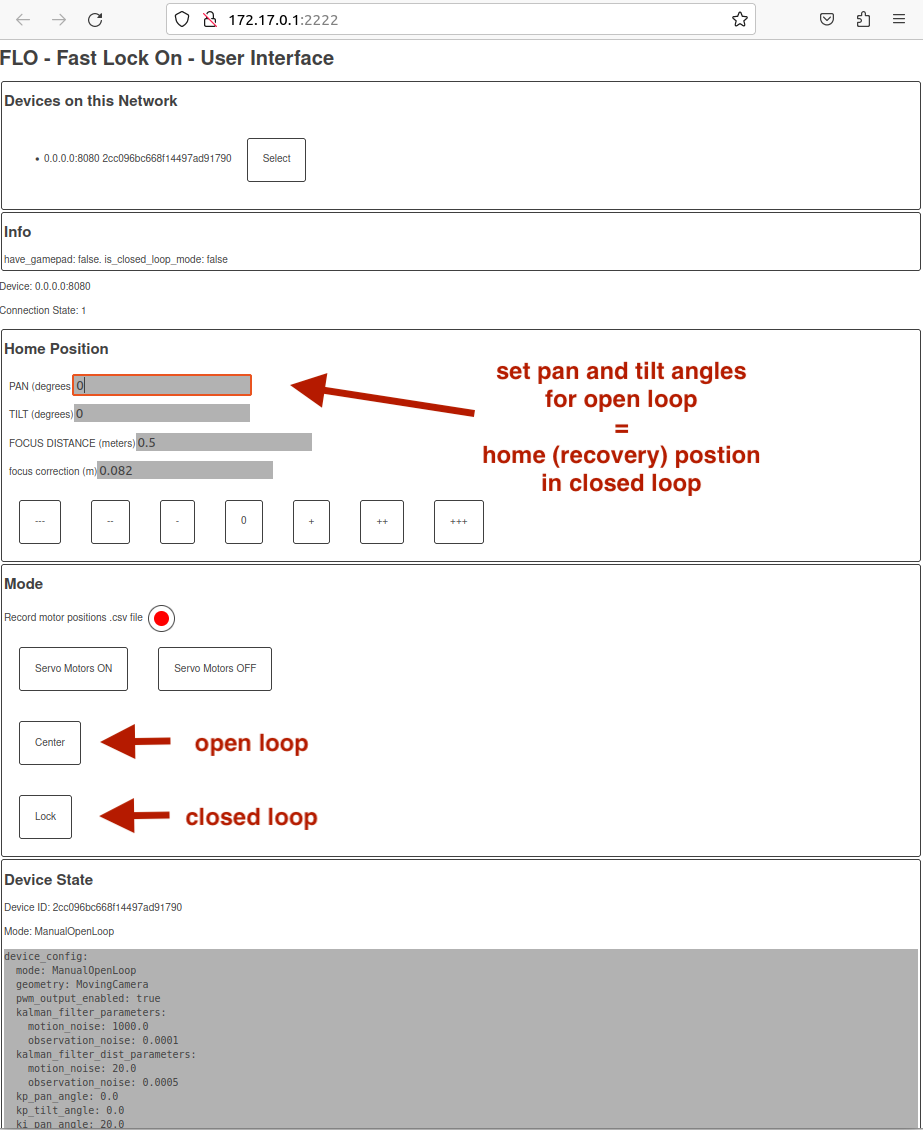 172.17.0.1:2222
FLO - Fast Lock On - User Interface
Devices on this Network
• 0.0.0.0:8080 2cc096bc668f14497ad91790 Select
Info
have_gamepad: false. is_closed_loop_mode: false
Device: 0.0.0.0:8080
Connection State: 1
Home Position
PAN (degrees 0
TILT (degrees) 0
FOCUS DISTANCE (meters) 0.5
focus correction (m) 0.082
set pan and tilt angles
for open loop
=
home (recovery) postion
in closed loop
--- -- - 0 + ++ +++
Mode
Record motor positions .csv file
Servo Motors ON Servo Motors OFF
Center open loop
Lock closed loop
Device State
Device ID: 2cc096bc668f14497ad91790
Mode: ManualOpenLoop
device_config:
mode: ManualOpenLoop
geometry: MovingCamera
pwm_output_enabled: true
kalman_filter_parameters:
motion_noise: 1000.0
observation_noise: 0.0001
kalman_filter_dist_parameters:
motion_noise: 20.0
observation_noise: 0.0005
kp_pan_angle: 0.0
kp_tilt_angle: 0.0
ki_pan_angle: 20.0